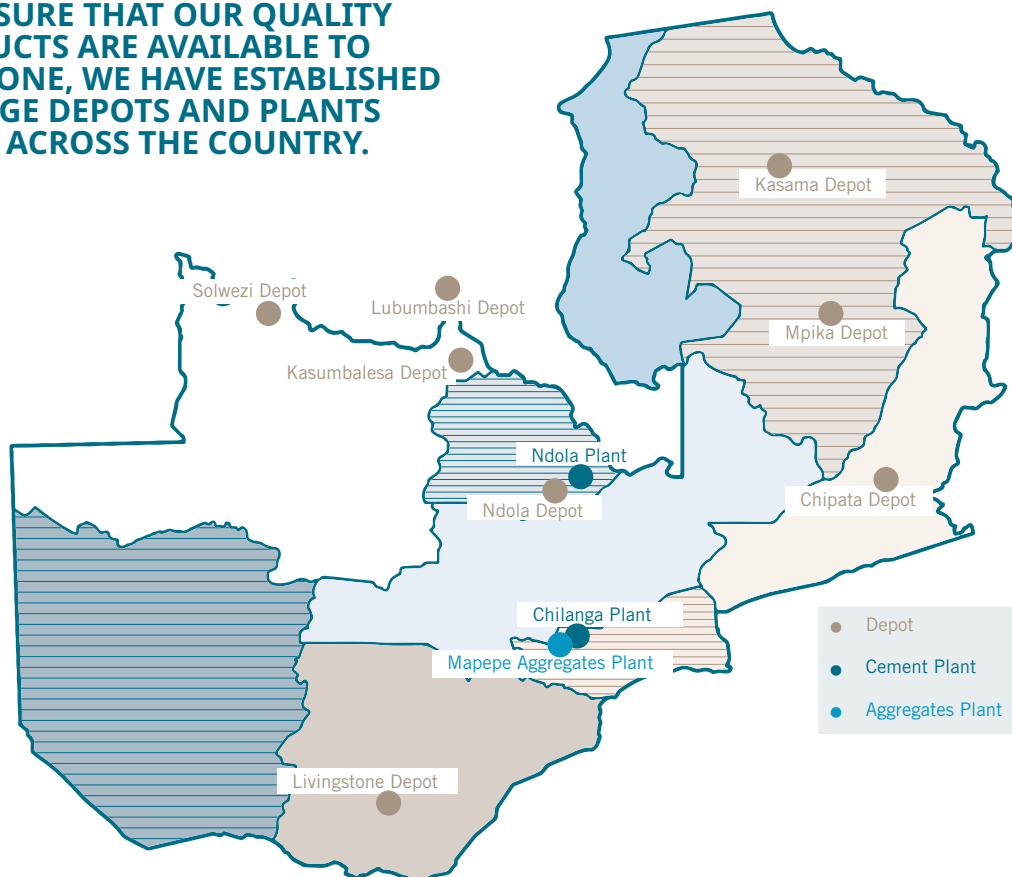 SURE THAT OUR QUALITY
UCTS ARE AVAILABLE TO
ONE, WE HAVE ESTABLISHED
GE DEPOTS AND PLANTS
ACROSS THE COUNTRY.
Kasama Depot
Solwezi Depot
Lubumbashi Depot
Mpika Depot
Kasumbalesa Depot
Ndola Plant
Chipata Depot
Ndola Depot
Chilanga Plant
Mapepe Aggregates Plant
Livingstone Depot
Depot
Cement Plant
Aggregates Plant